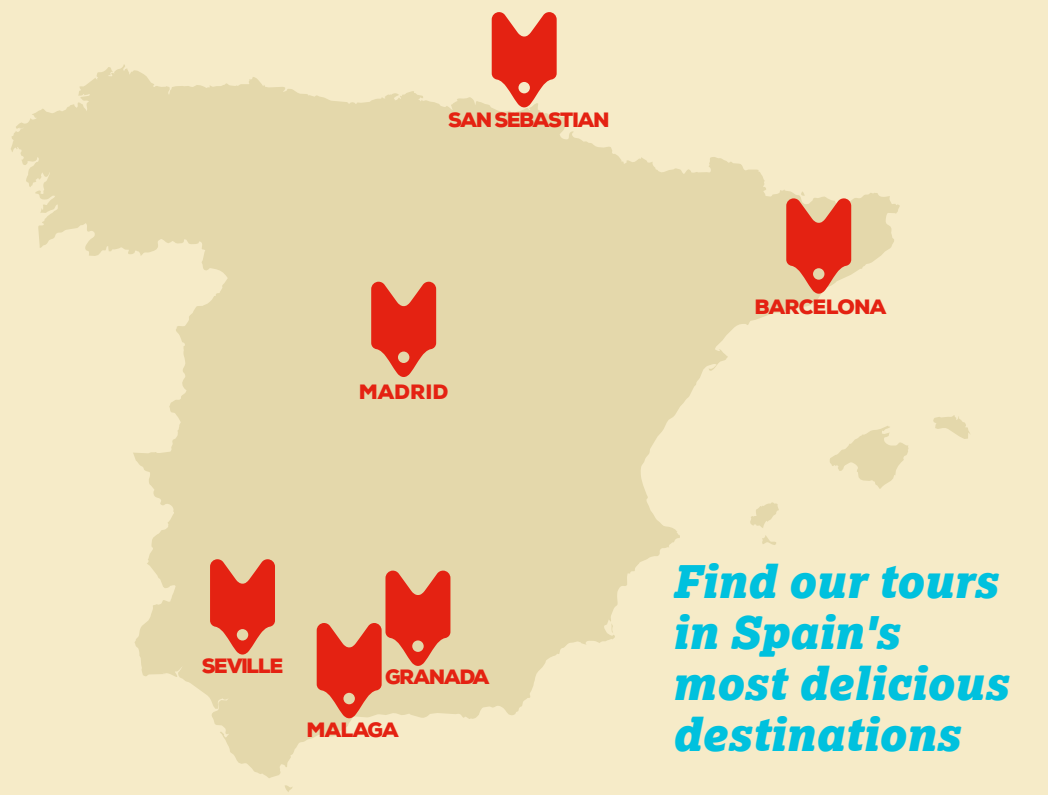 SAN SEBASTIAN
BARCELONA
MADRID
SEVILLE
GRANADA
MALAGA
Find our tours
in Spain's
most delicious
destinations